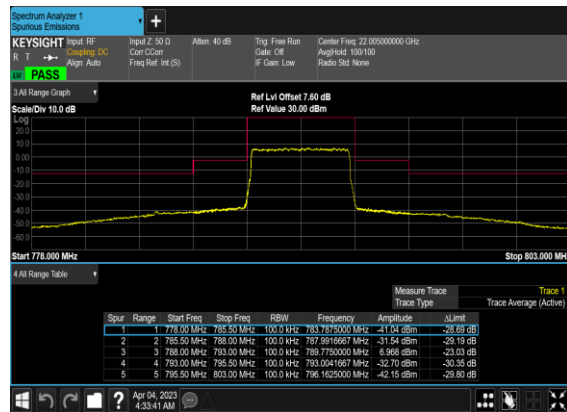 Spectrum Analyzer 1
Spurious Emissions
+
KEYSIGHT Input: RF Input Z: 50 Ω Atten: 40 dB Trig: Free Run Center Freq: 22.005000000 GHz
R T Coupling: DC Corr CCorr Gate: Off Avg|Hold: 100/100
Align: Auto Freq Ref: Int (S) IF Gain: Low Radio Std: None
PASS
3 All Range Graph
Ref Lvl Offset 7.60 dB
Scale/Div 10.0 dB Ref Value 30.00 dBm
Log
20.0
10.0
0.00
-10.0
-20.0
-30.0
-40.0
-50.0
-60.0
Start 778.000 MHz Stop 803.000 MH
4 All Range Table
Measure Trace Trace 1
Trace Type Trace Average (Active)
Spur Range Start Freq Stop Freq RBW Frequency Amplitude ΔLimit
1 1 778.00 MHz 785.50 MHz 100.0 kHz 783.7875000 MHz -41.04 dBm -28.69 dB
2 2 785.50 MHz 788.00 MHz 100.0 kHz 787.9916667 MHz -31.54 dBm -29.19 dB
3 3 788.00 MHz 793.00 MHz 100.0 kHz 789.7750000 MHz 6.968 dBm -23.03 dB
4 4 793.00 MHz 795.50 MHz 100.0 kHz 793.0041667 MHz -32.70 dBm -30.35 dB
5 5 795.50 MHz 803.00 MHz 100.0 kHz 796.1625000 MHz -42.15 dBm -29.80 dB
? Apr 04, 2023
4:33:41 AM